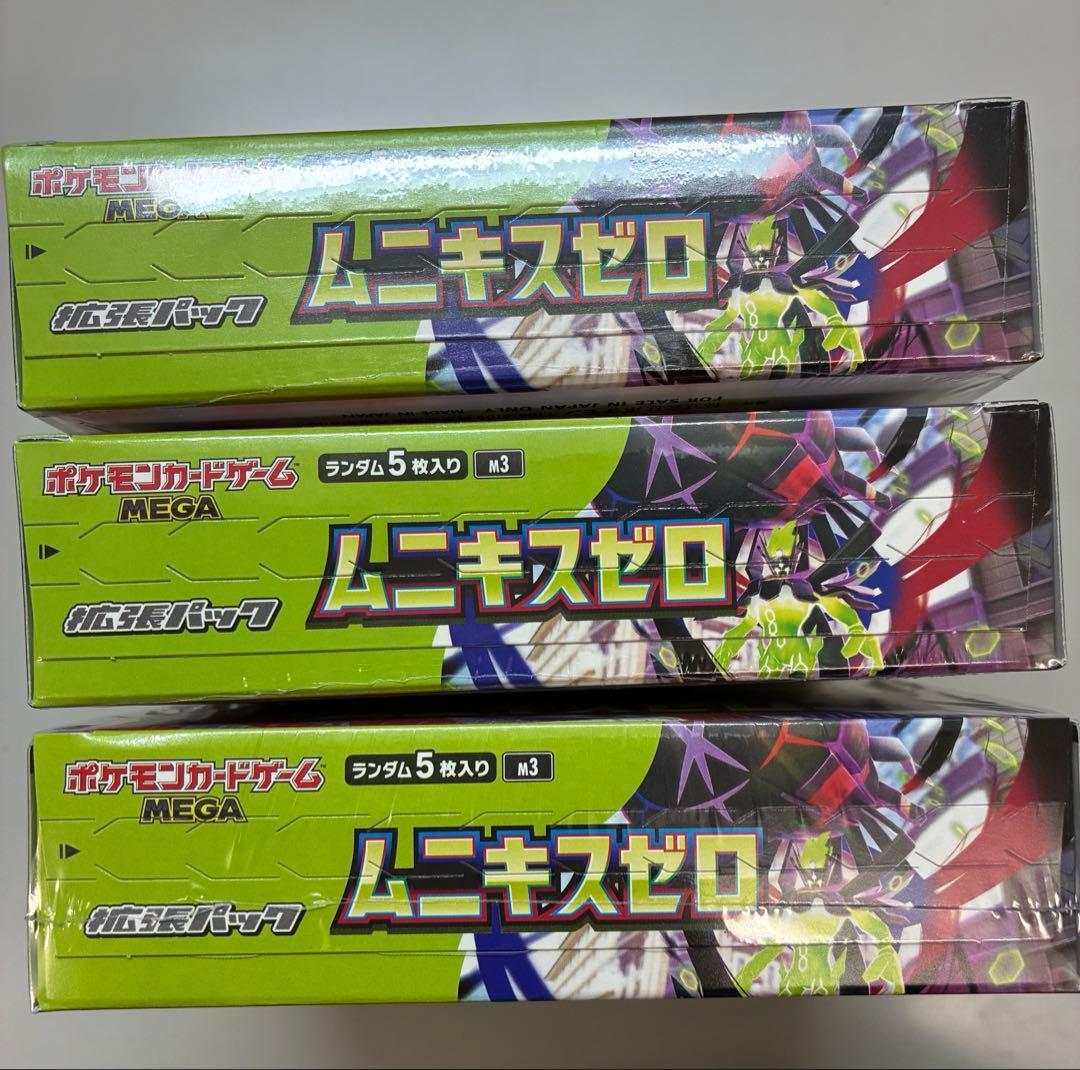 ポケモンカードゲーム
MEGA
拡張パック
ムニキスゼロ
FOR SALE IN JAPAN ONLY MADE IN JAPAN
ポケモンカードゲーム™
MEGA
ランダム5枚入り M3
拡張パック
ムニキスゼロ
ポケモンカードゲーム™
MEGA
ランダム5枚入り M3
拡張パック
ムニキスゼロ